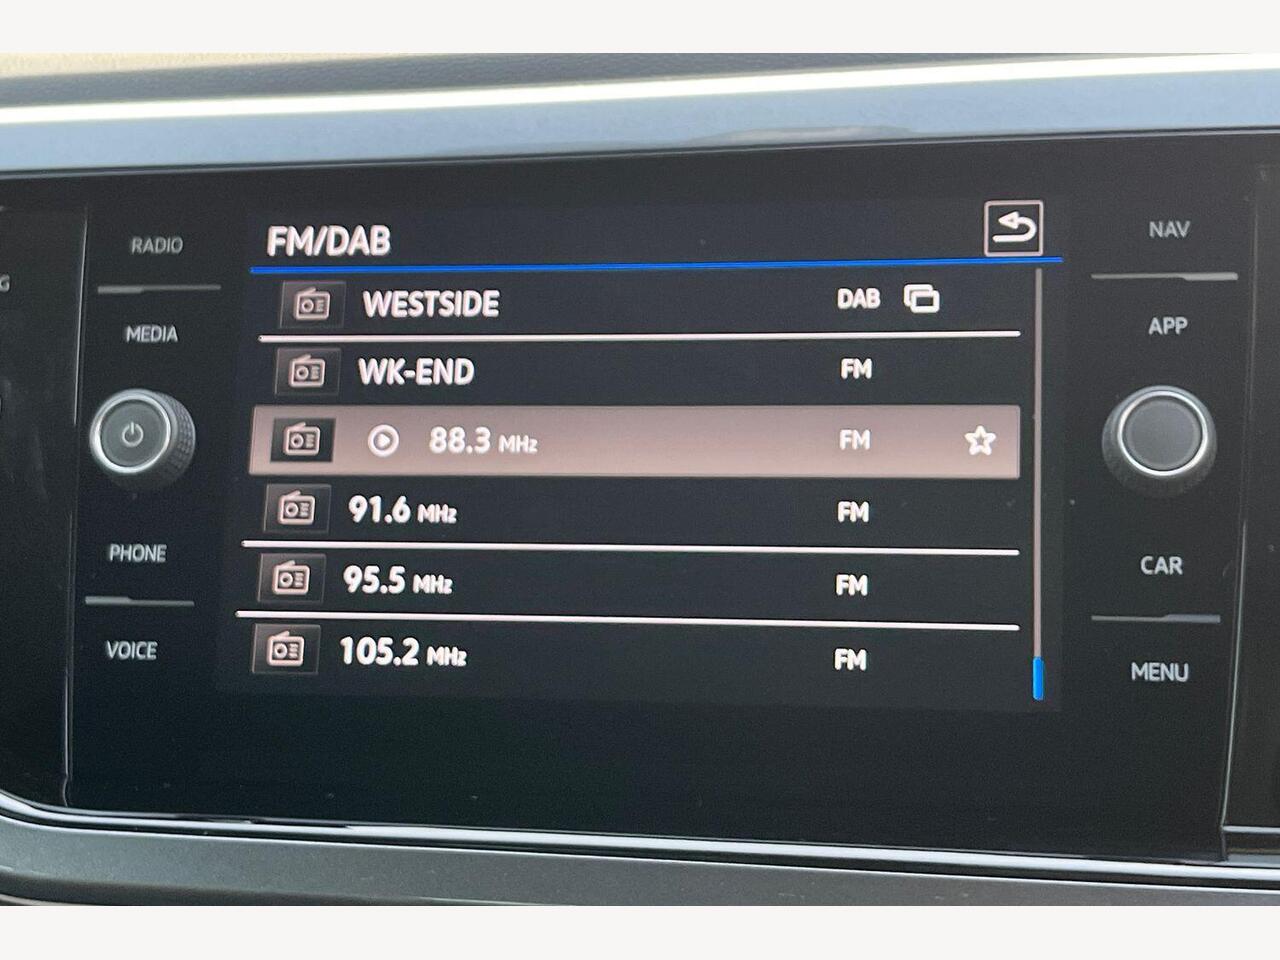 FM/DAB
WESTSIDE DAB
WK-END FM
88.3 MHz FM
91.6 MHz FM
95.5 MHz FM
105.2 MHz FM
RADIO
MEDIA
PHONE
VOICE
NAV
APP
CAR
MENU